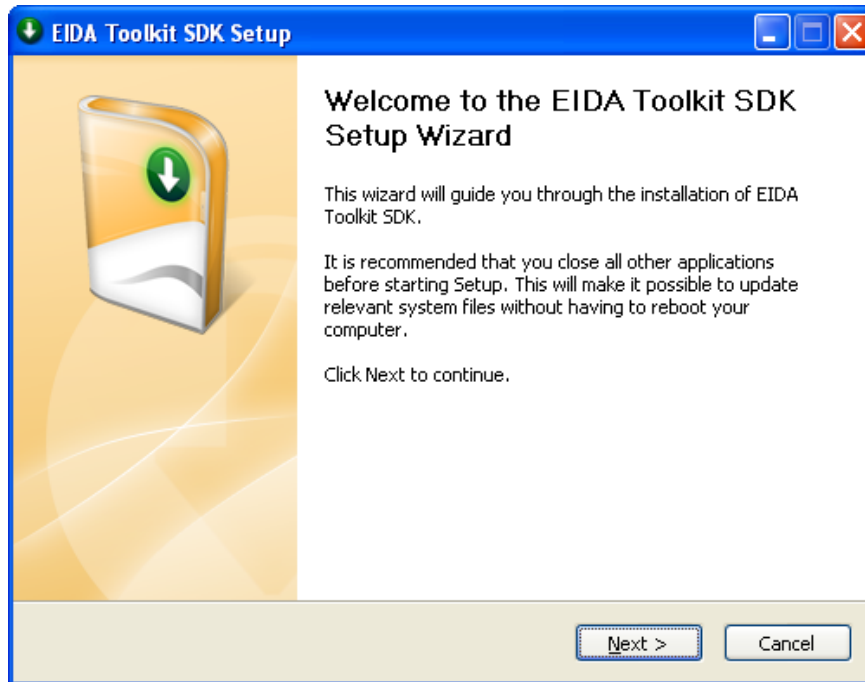 EIDA Toolkit SDK Setup
Welcome to the EIDA Toolkit SDK
Setup Wizard
This wizard will guide you through the installation of EIDA
Toolkit SDK.
It is recommended that you close all other applications
before starting Setup. This will make it possible to update
relevant system files without having to reboot your
computer.
Click Next to continue.
Next >
Cancel